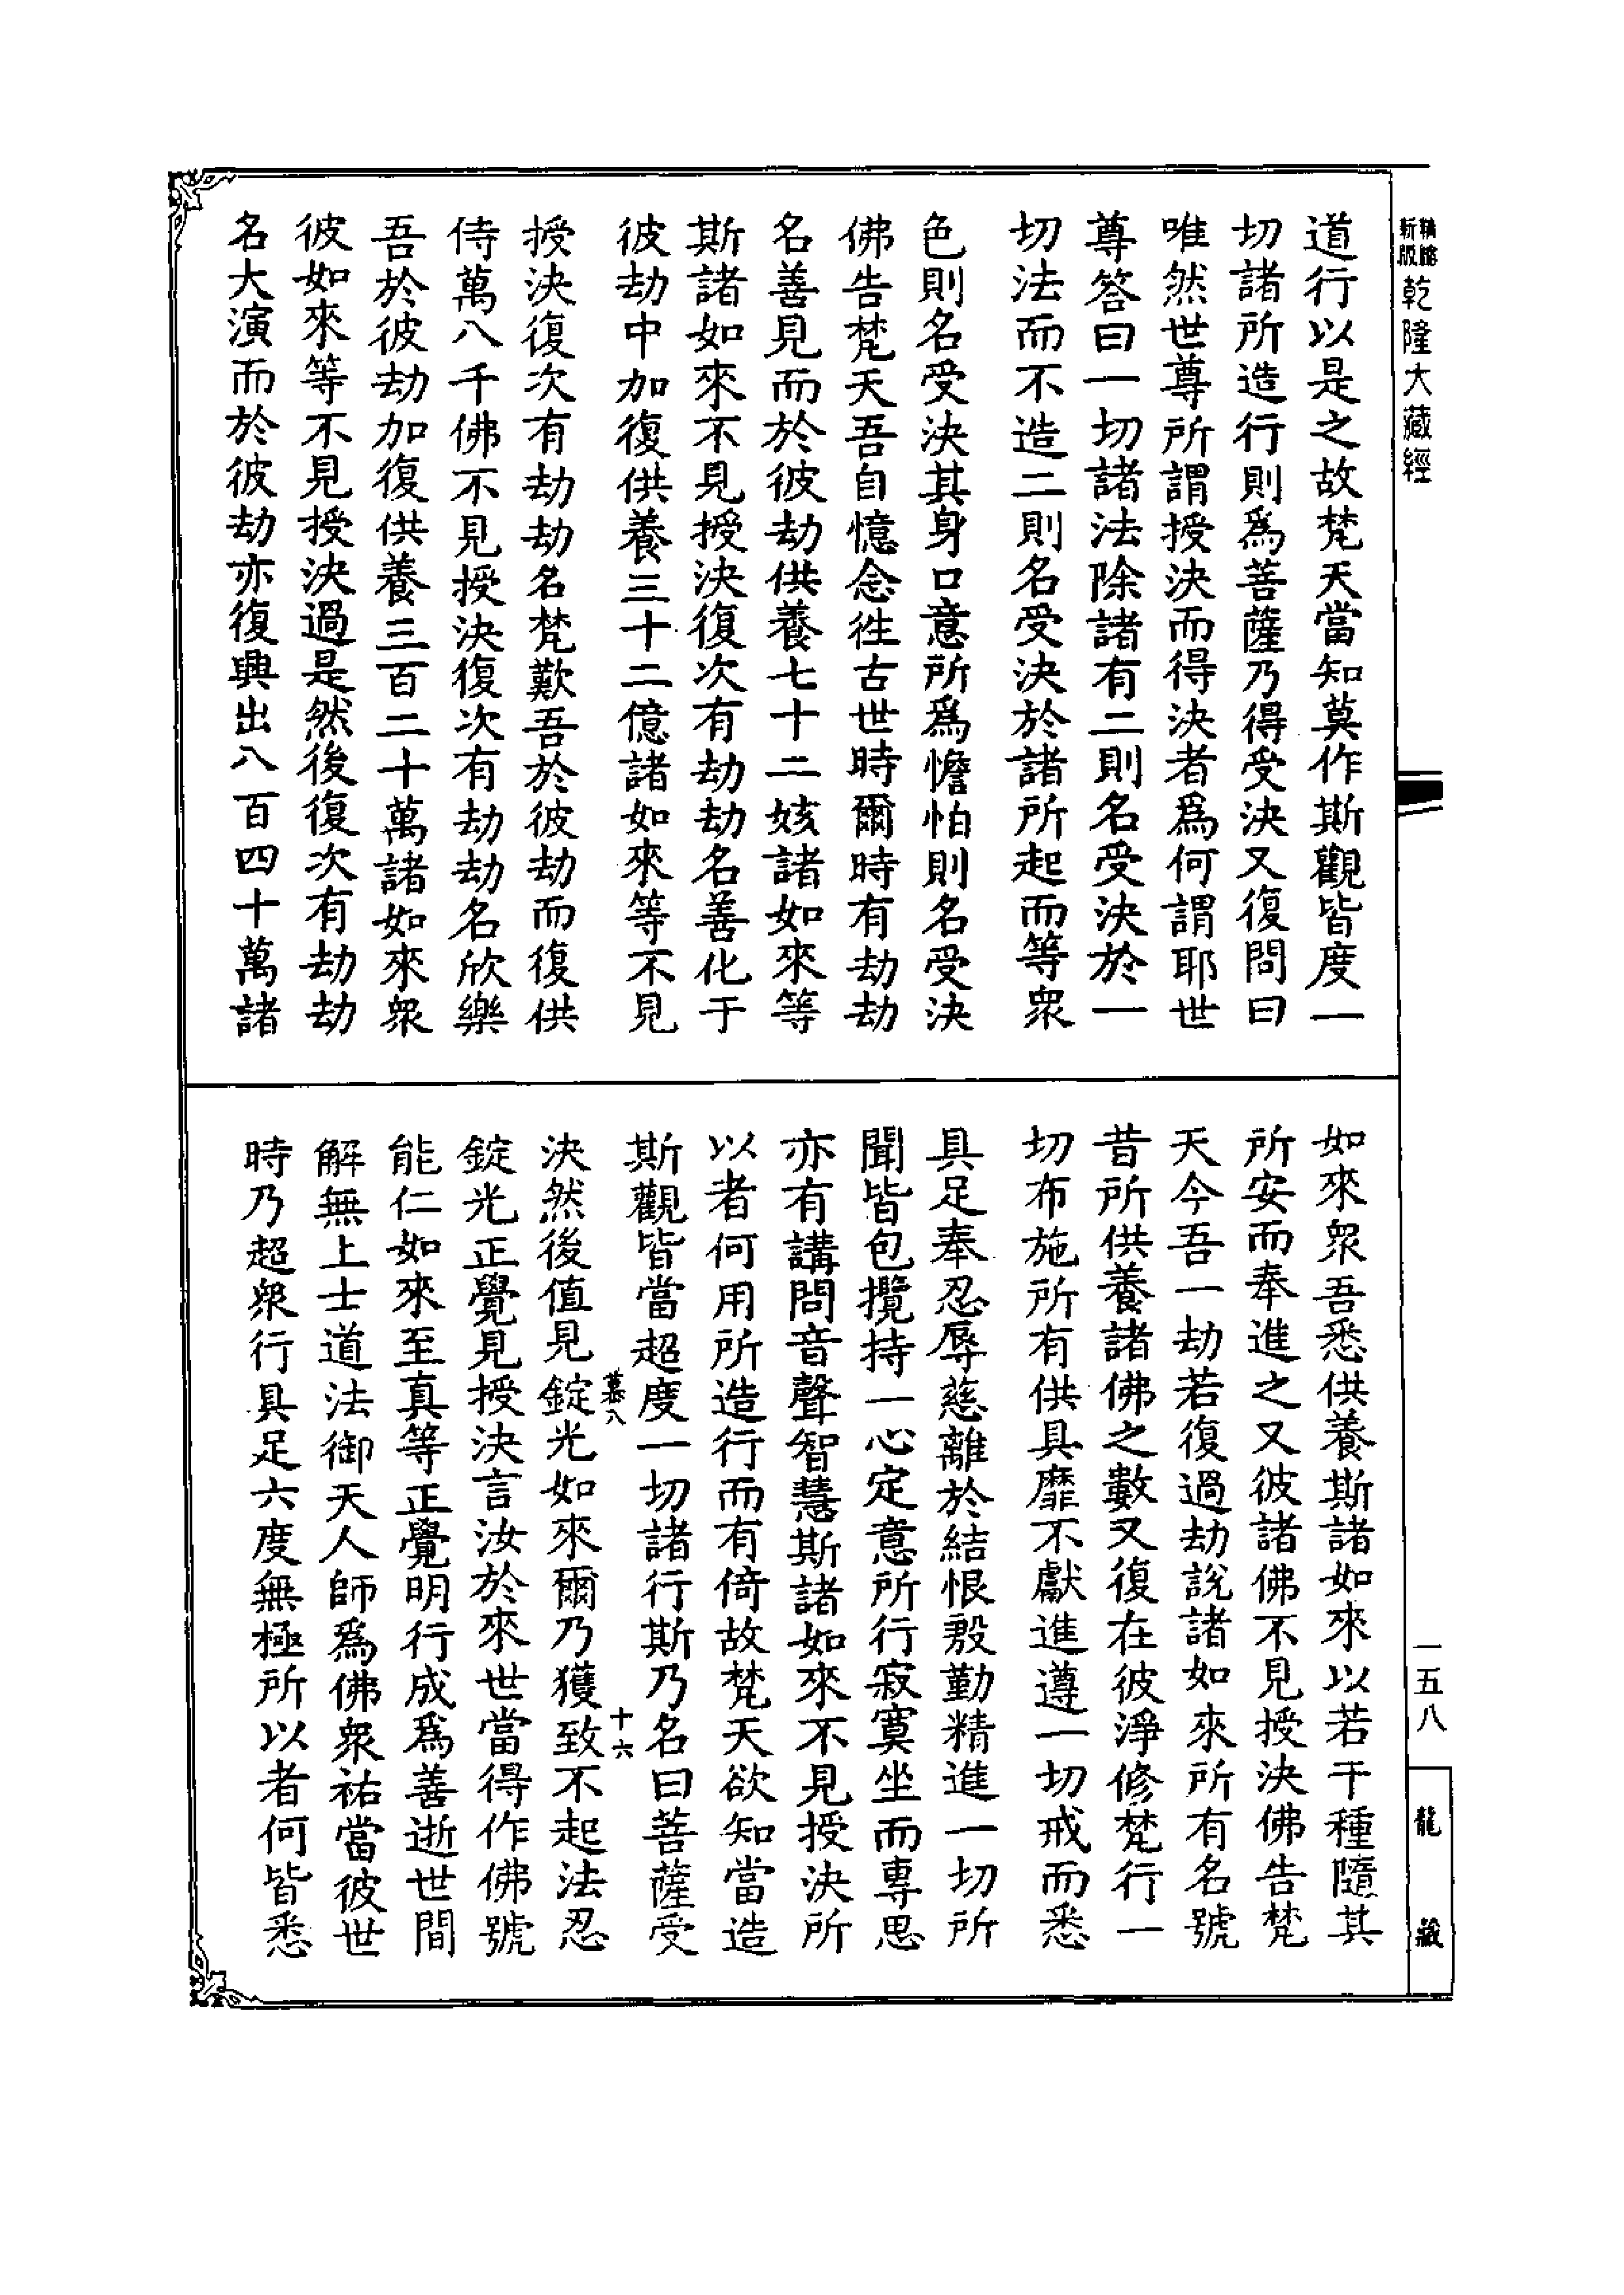 精縮
新版
乾隆大藏經
道行以是之故梵天當知莫作斯觀皆度一
切諸所造行則為菩薩乃得受決又復問曰
唯然世尊所謂授決而得決者為何謂耶世
尊答曰一切諸法除諸有二則名受決於一
切法而不造二則名受決於諸所起而等衆
色則名受決其身口意所為憺怕則名受決
佛告梵天吾自憶念徃古世時爾時有劫劫
名善見而於彼劫供養七十二姟諸如來等
斯諸如來不見授決復次有劫劫名善化于
彼劫中加復供養三十二億諸如來等不見
授決復次有劫劫名梵歎吾於彼劫而復供
侍萬八千佛不見授決復次有劫劫名欣樂
吾於彼劫加復供養三百二十萬諸如來衆
彼如來等不見授決過是然後復次有劫劫
名大演而於彼劫亦復興出八百四十萬諸
如來衆吾悉供養斯諸如來以若干種隨其
所安而奉進之又彼諸佛不見授決佛告梵
天今吾一劫若復過劫說諸如來所有名號
昔所供養諸佛之數又復在彼淨修梵行一
切布施所有供具靡不獻進遵一切戒而悉
具足奉忍辱慈離於結恨慇勤精進一切所
聞皆包攬持一心定意所行寂寞坐而專思
亦有講問音聲智慧斯諸如來不見授決所
以者何用所造行而有倚故梵天欲知當造
斯觀皆當超度一切諸行斯乃名曰菩薩受
慕八
十六
決然後值見錠光如來爾乃獲致不起法忍
錠光正覺見授決言汝於來世當得作佛號
能仁如來至真等正覺明行成為善逝世間
解無上士道法御天人師為佛衆祐當彼世
時乃超衆行具足六度無極所以者何皆悉
一五八
龍藏